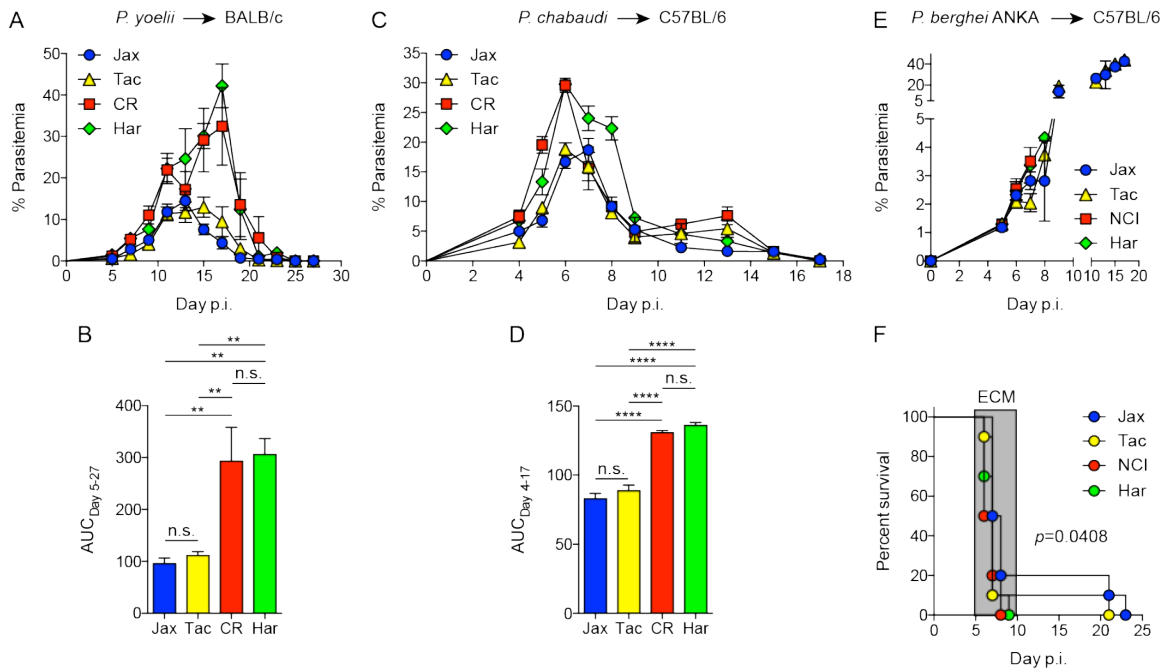 A
P. yoelii → BALB/c
Jax
Tac
CR
Har
% Parasitemia
50
40
30
20
10
0
0 5 10 15 20 25 30
Day p.i.
B
**
**
n.s.
**
**
n.s.
AUC Day 5-27
400
300
200
100
0
Jax Tac CR Har
C
P. chabaudi → C57BL/6
Jax
Tac
CR
Har
% Parasitemia
35
30
25
20
15
10
5
0
0 2 4 6 8 10 12 14 16 18
Day p.i.
D
****
****
n.s.
****
****
n.s.
AUC Day 4-17
150
100
50
0
Jax Tac CR Har
E
P. berghei ANKA → C57BL/6
% Parasitemia
40
20
5
5
4
3
2
1
0
0 2 4 6 8 10 10 15 20
Jax
Tac
NCI
Har
Day p.i.
F
ECM
Jax
Tac
NCI
Har
p=0.0408
Percent survival
100
80
60
40
20
0
0 5 10 15 20 25
Day p.i.